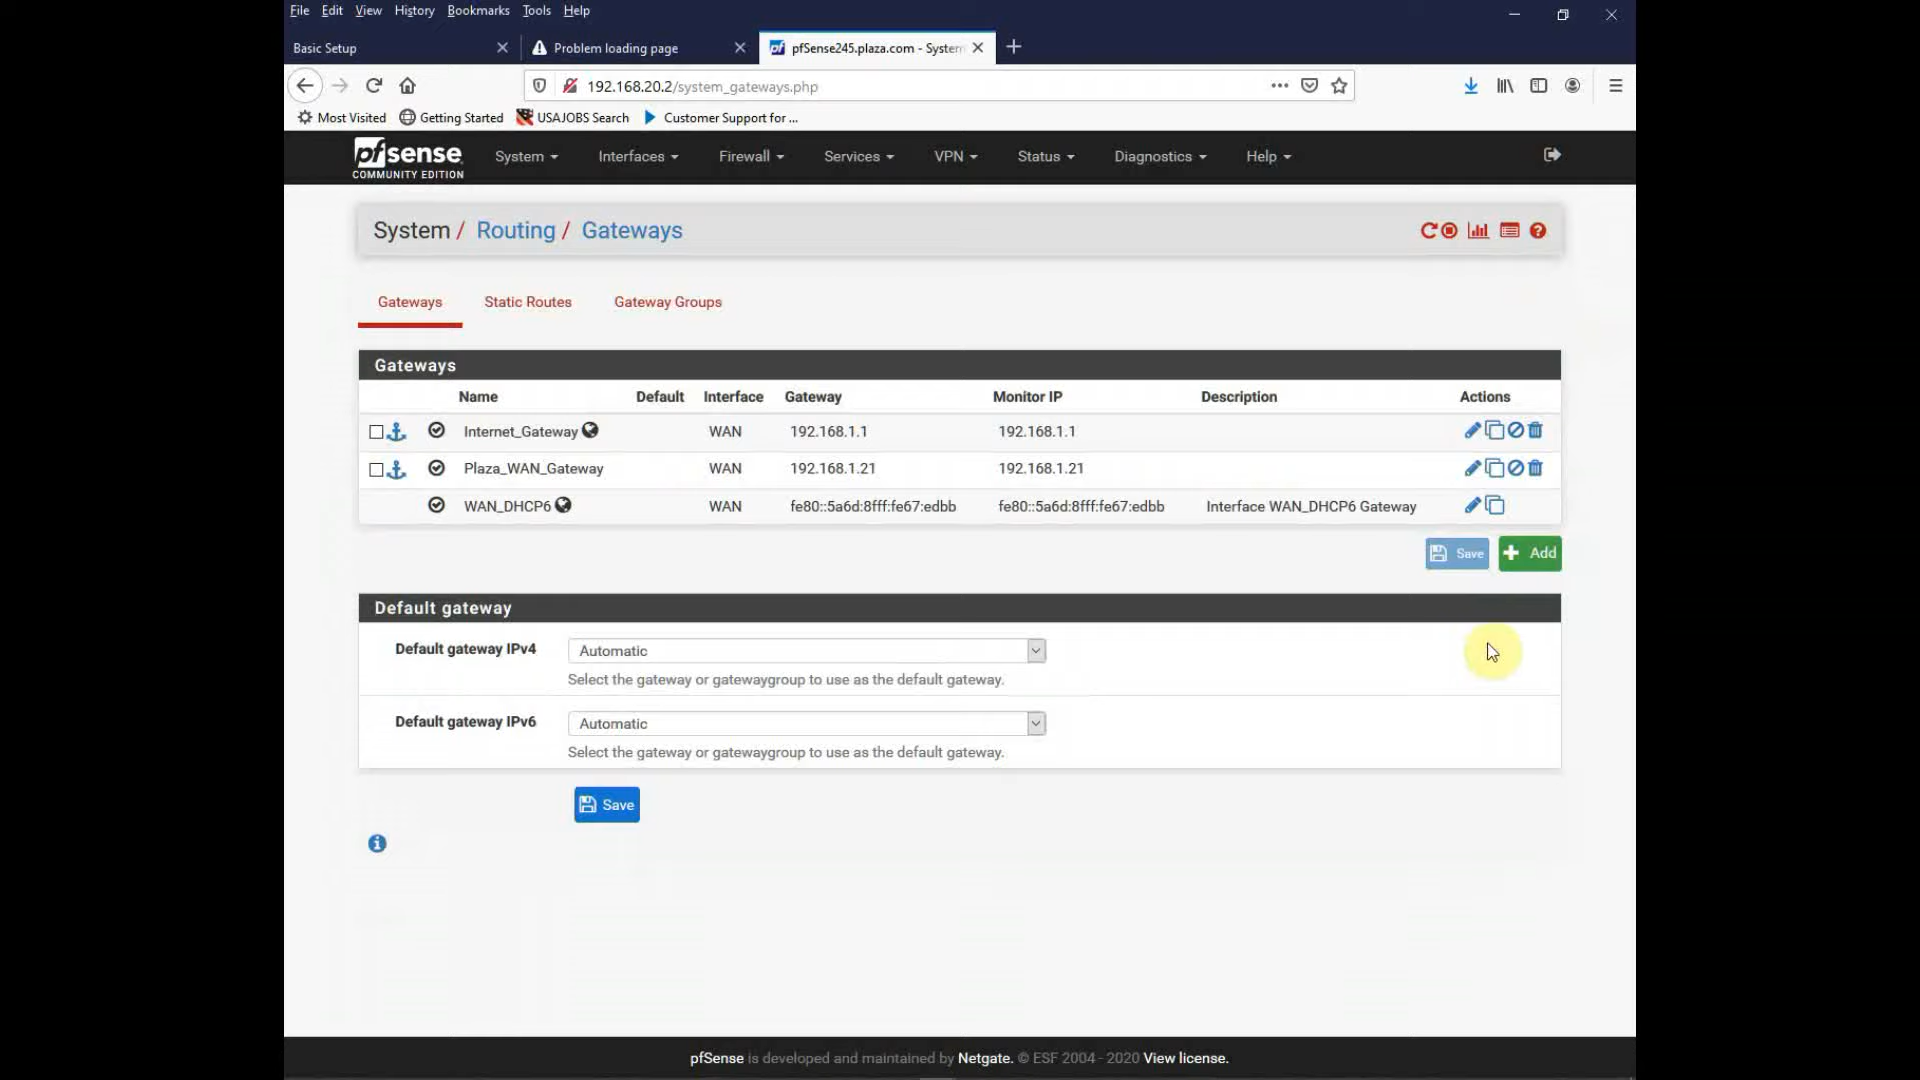 File Edit View History Bookmarks Tools Help
Basic Setup
Problem loading page
pfSense245.plaza.com - System
192.168.20.2/system_gateways.php
Most Visited Getting Started USAJOBS Search Customer Support for ...
pfsense
COMMUNITY EDITION
System Interfaces Firewall Services VPN Status Diagnostics Help
System / Routing / Gateways
Gateways Static Routes Gateway Groups
Gateways
Name Default Interface Gateway Monitor IP Description Actions
Internet_Gateway WAN 192.168.1.1 192.168.1.1
Plaza_WAN_Gateway WAN 192.168.1.21 192.168.1.21
WAN_DHCP6 WAN fe80::5a6d:8fff:fe67:edbb fe80::5a6d:8fff:fe67:edbb Interface WAN_DHCP6 Gateway
Save Add
Default gateway
Default gateway IPv4 Automatic
Select the gateway or gatewaygroup to use as the default gateway.
Default gateway IPv6 Automatic
Select the gateway or gatewaygroup to use as the default gateway.
Save
pfSense is developed and maintained by Netgate. © ESF 2004 - 2020 View license.